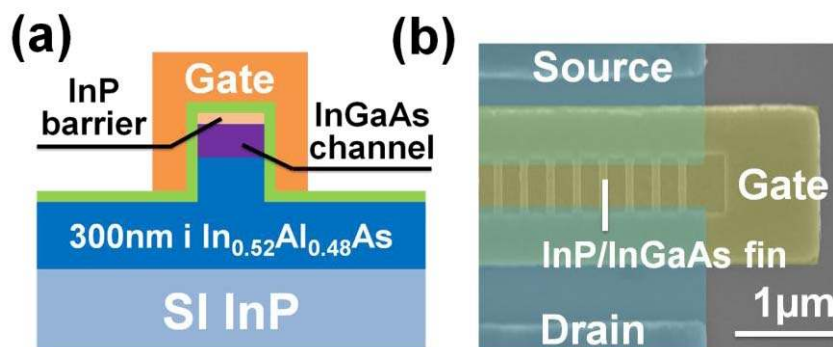 (a)
Gate
InP
barrier
InGaAs
channel
300nm i In₀.₅₂Al₀.₄₈As
SI InP
(b)
Source
Gate
InP/InGaAs fin
Drain
1μm